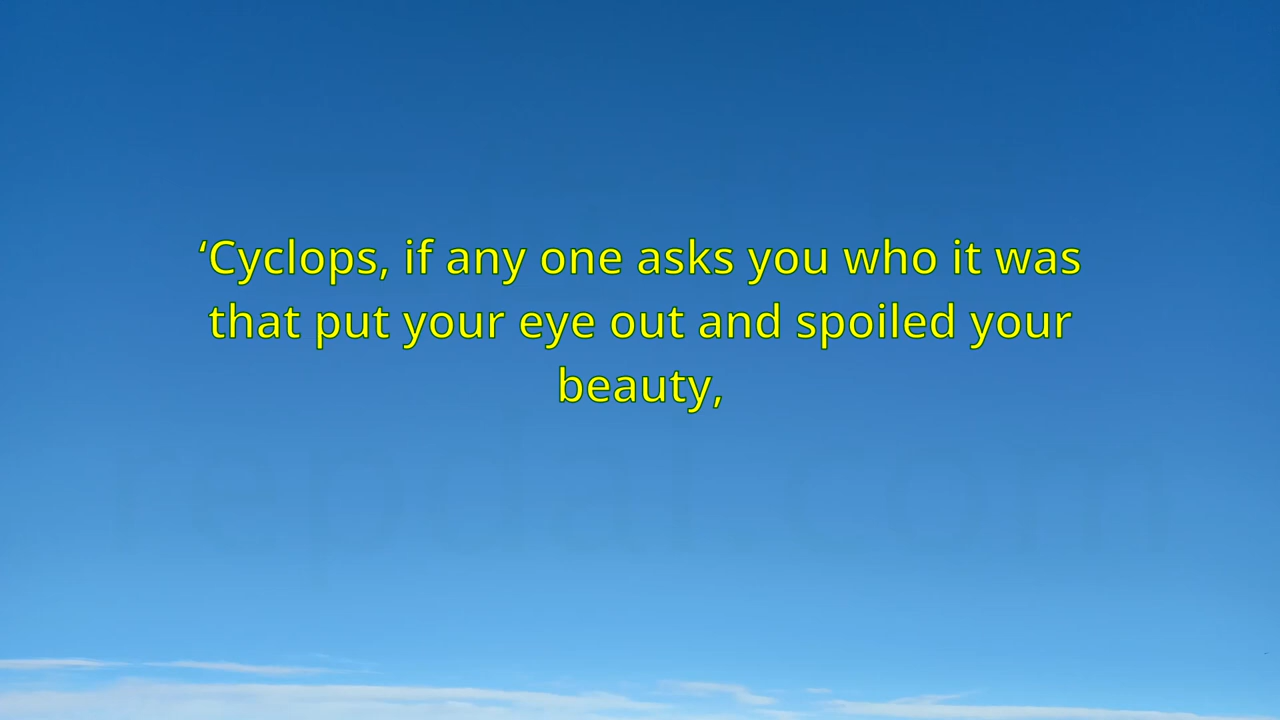 ‘Cyclops, if any one asks you who it was
that put your eye out and spoiled your
beauty,